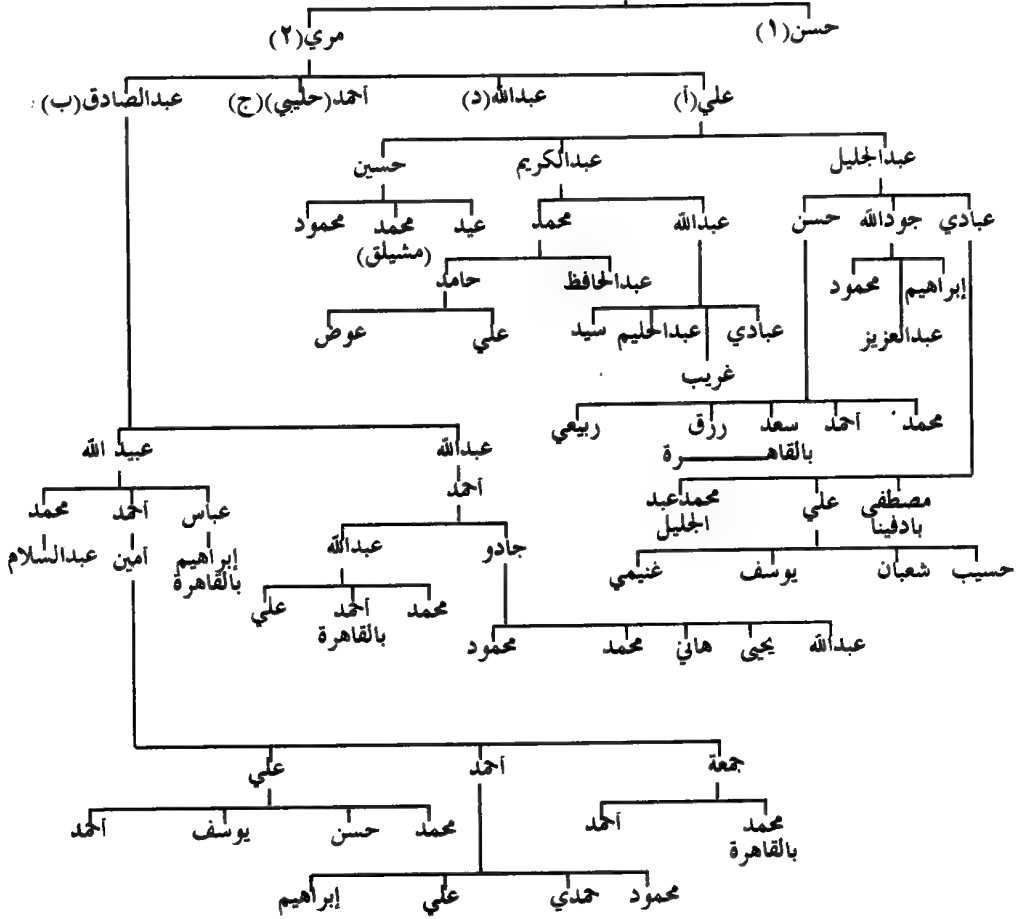 حسن(١) مري(٢)
علي(أ) عبدالله(د) أحمد(حليبي)(ج) عبدالصادق(ب)
عبدالجليل عبدالكريم حسين
عبادي جودالله حسن عبدالله محمد عيد محمد محمود
(مشيلق)
إبراهيم محمود عبدالحافظ حامد
عبدالعزيز عبادي عبدالحليم سيد علي عوض
غريب
محمد أحمد سعد رزق ربيعي
عبدالله عبيد الله
بالقاهــــــرة
مصطفى علي محمدعبد أحمد عباس أحمد محمد
بادفينا الجليل
جادو عبدالله إبراهيم أمين عبدالسلام
حسيب شعبان يوسف غنيمي بالقاهرة
محمد أحمد علي
بالقاهرة
عبدالله يحيى هاني محمد محمود
جمعة أحمد علي
محمد أحمد محمد حسن يوسف أحمد
بالقاهرة
محمود حمدي علي إبراهيم